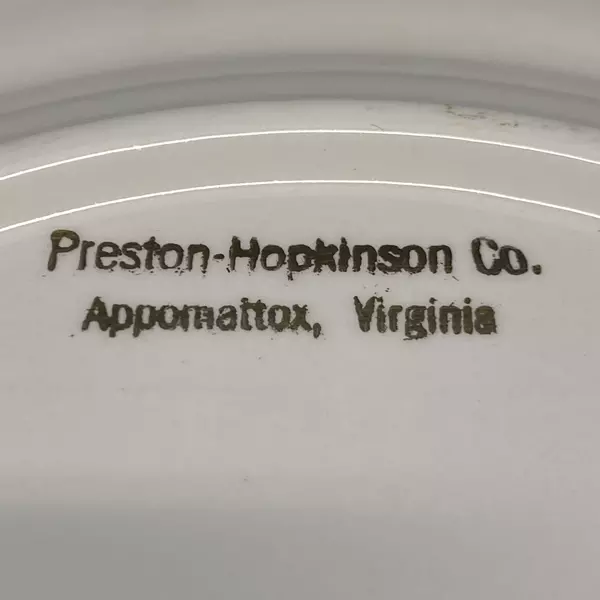 Preston-Hopkinson Co.
Appomattox, Virginia